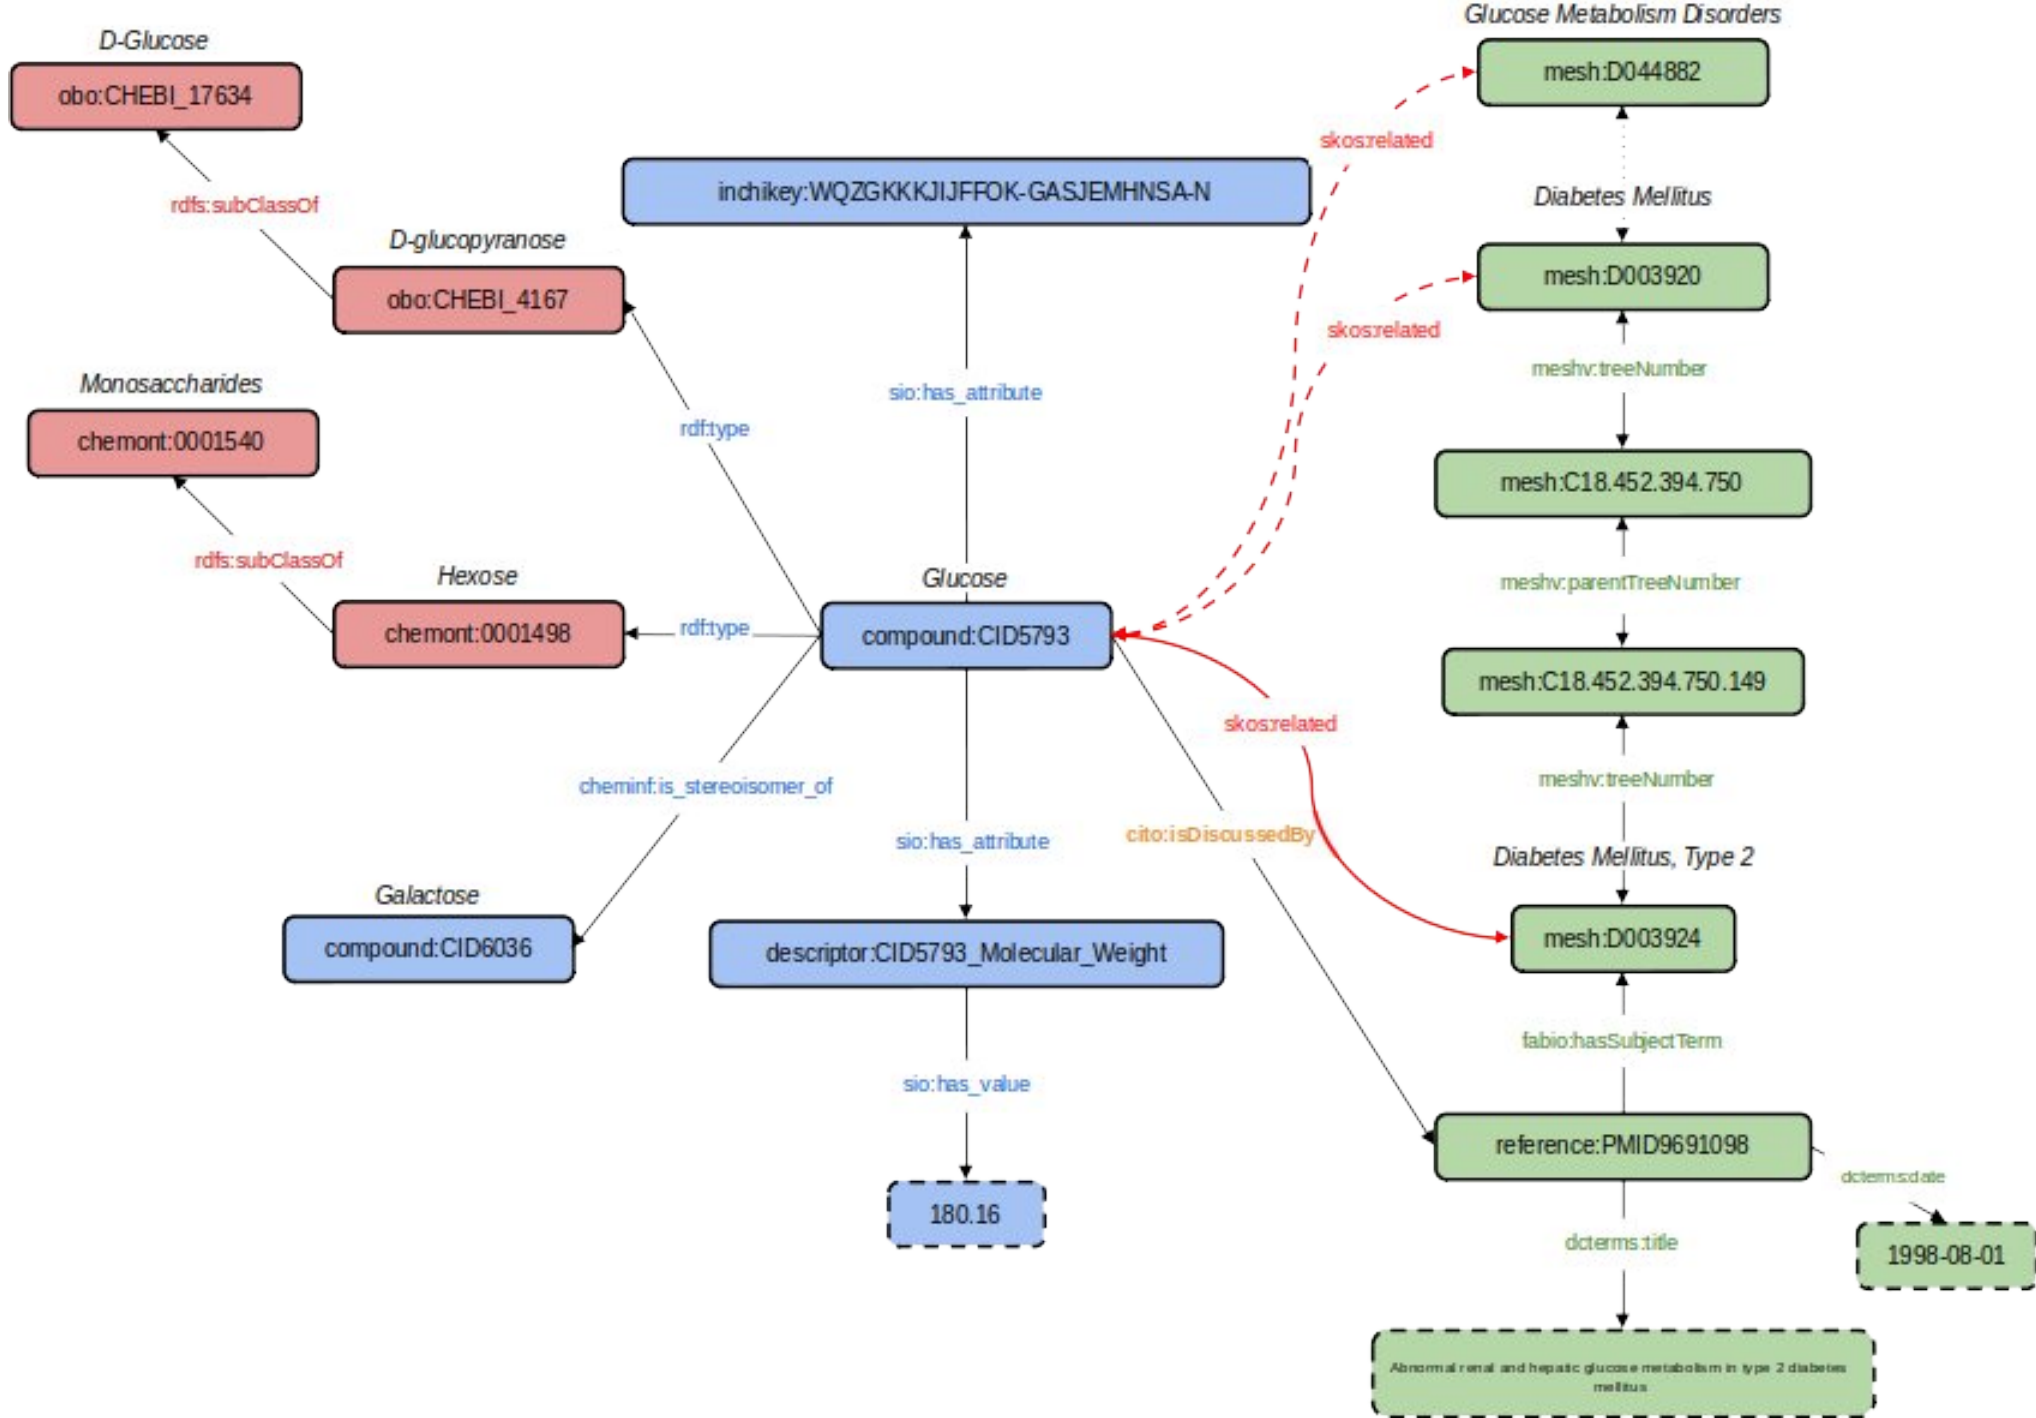 Glucose Metabolism Disorders
D-Glucose
mesh:D044882
obo:CHEBI_17634
skos:related
inchikey:WQZGKKKJIJFFOK-GASJEMHNSA-N
Diabetes Mellitus
rdfs:subClassOf
D-glucopyranose
mesh:D003920
obo:CHEBI_4167
skos:related
meshv:treeNumber
Monosaccharides
sio:has_attribute
rdf:type
chemont:0001540
mesh:C18.452.394.750
rdfs:subClassOf
Hexose
Glucose
meshv:parentTreeNumber
chemont:0001498
rdf:type
compound:CID5793
mesh:C18.452.394.750.149
skos:related
cheminf:is_stereoisomer_of
meshv:treeNumber
sio:has_attribute
cito:isDiscussedBy
Diabetes Mellitus, Type 2
Galactose
compound:CID6036
descriptor:CID5793_Molecular_Weight
mesh:D003924
fabio:hasSubjectTerm
sio:has_value
reference:PMID9691098
dcterms:date
180.16
dcterms:title
1998-08-01
Abnormal renal and hepatic glucose metabolism in type 2 diabetes
mellitus